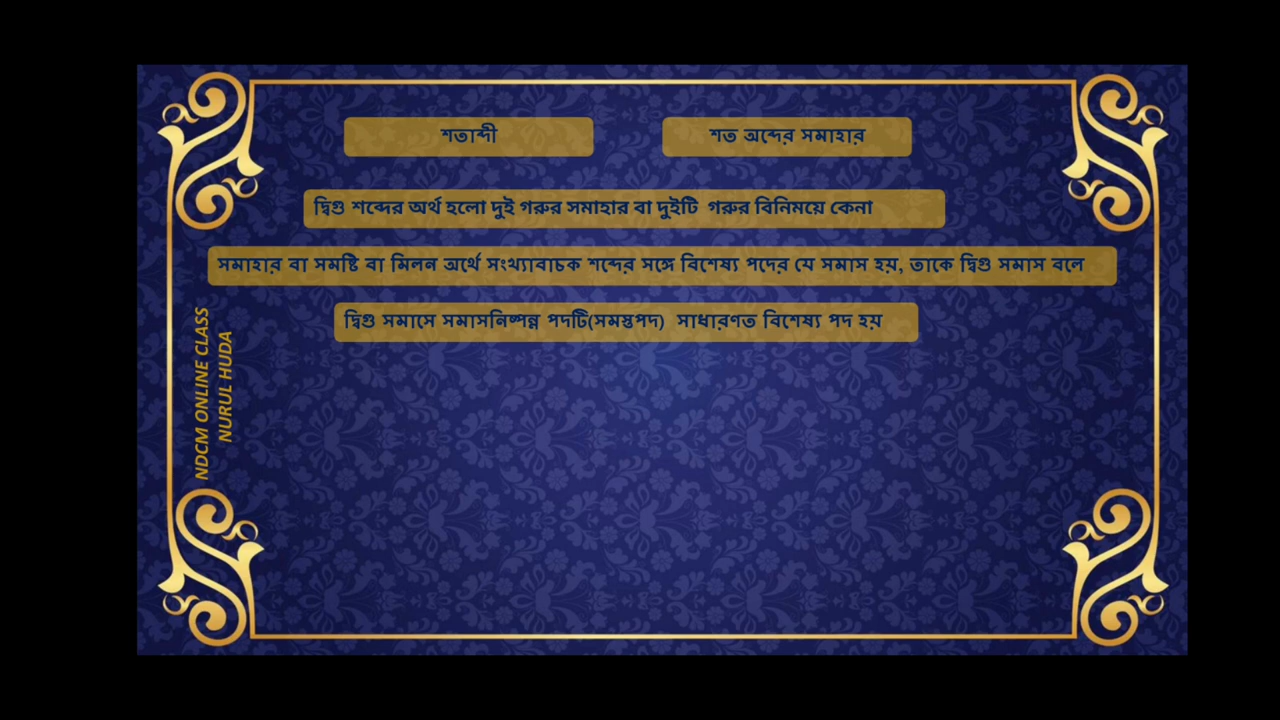 শতাব্দী
শত অব্দের সমাহার
দ্বিগু শব্দের অর্থ হলো দুই গরুর সমাহার বা দুইটি গরুর বিনিময়ে কেনা
সমাহার বা সমষ্টি বা মিলন অর্থে সংখ্যাবাচক শব্দের সঙ্গে বিশেষ্য পদের যে সমাস হয়, তাকে দ্বিগু সমাস বলে
দ্বিগু সমাসে সমাসনিষ্পন্ন পদটি(সমস্তপদ) সাধারণত বিশেষ্য পদ হয়
NDCM ONLINE CLASS
NURUL HUDA